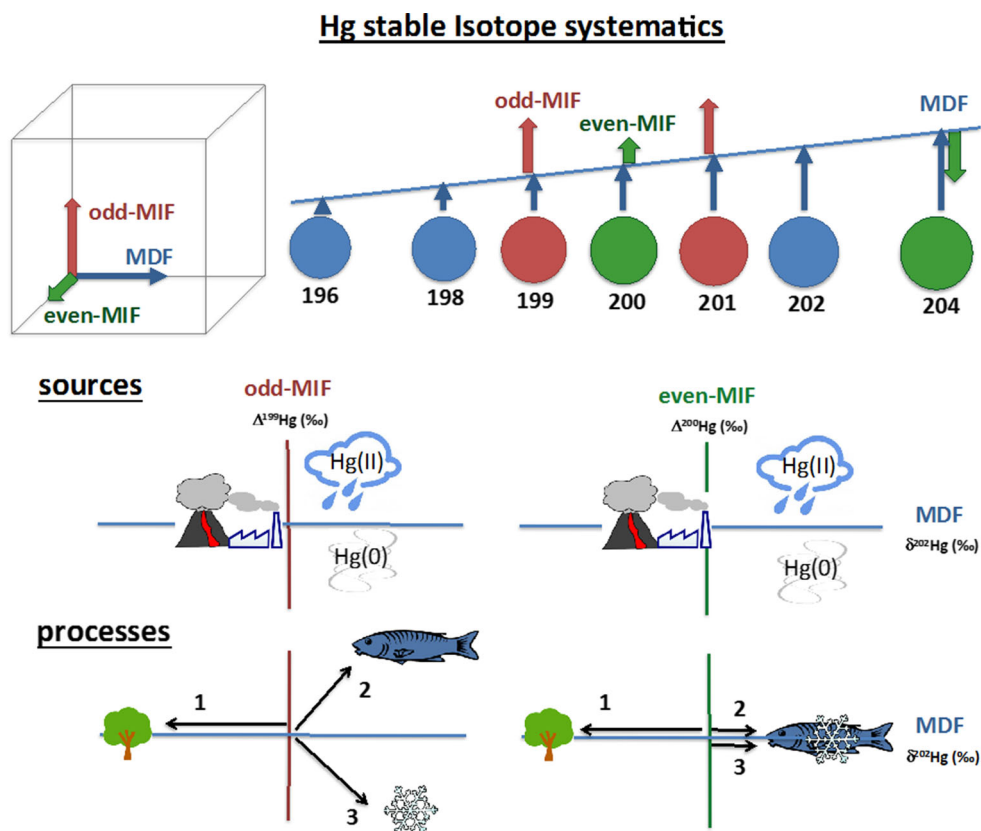 Hg stable Isotope systematics
odd-MIF
even-MIF
MDF
odd-MIF
MDF
even-MIF
196 198 199 200 201 202 204
sources
odd-MIF
Δ¹⁹⁹Hg (‰)
even-MIF
Δ²⁰⁰Hg (‰)
Hg(II)
Hg(II)
MDF
δ²⁰²Hg (‰)
Hg(0)
Hg(0)
processes
1
2
3
1
2
3
MDF
δ²⁰²Hg (‰)